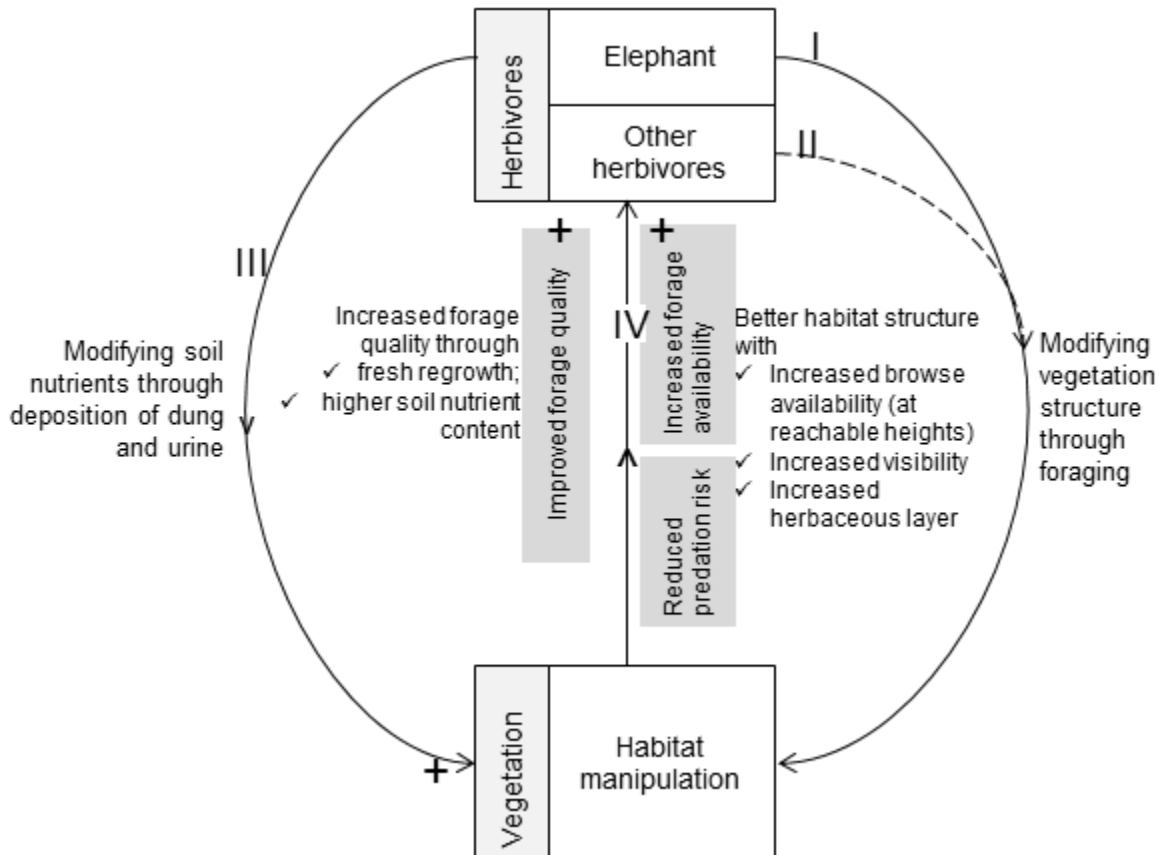 Herbivores
Elephant
Other
herbivores
I
II
III
IV
+
+
Modifying soil
nutrients through
deposition of dung
and urine
Increased forage
quality through
✓ fresh regrowth;
✓ higher soil nutrient
content
Improved forage quality
Increased forage
availability
Reduced
predation risk
Better habitat structure
with
✓ Increased browse
availability (at
reachable heights)
✓ Increased visibility
✓ Increased
herbaceous layer
Modifying
vegetation
structure
through
foraging
+
Vegetation
Habitat
manipulation